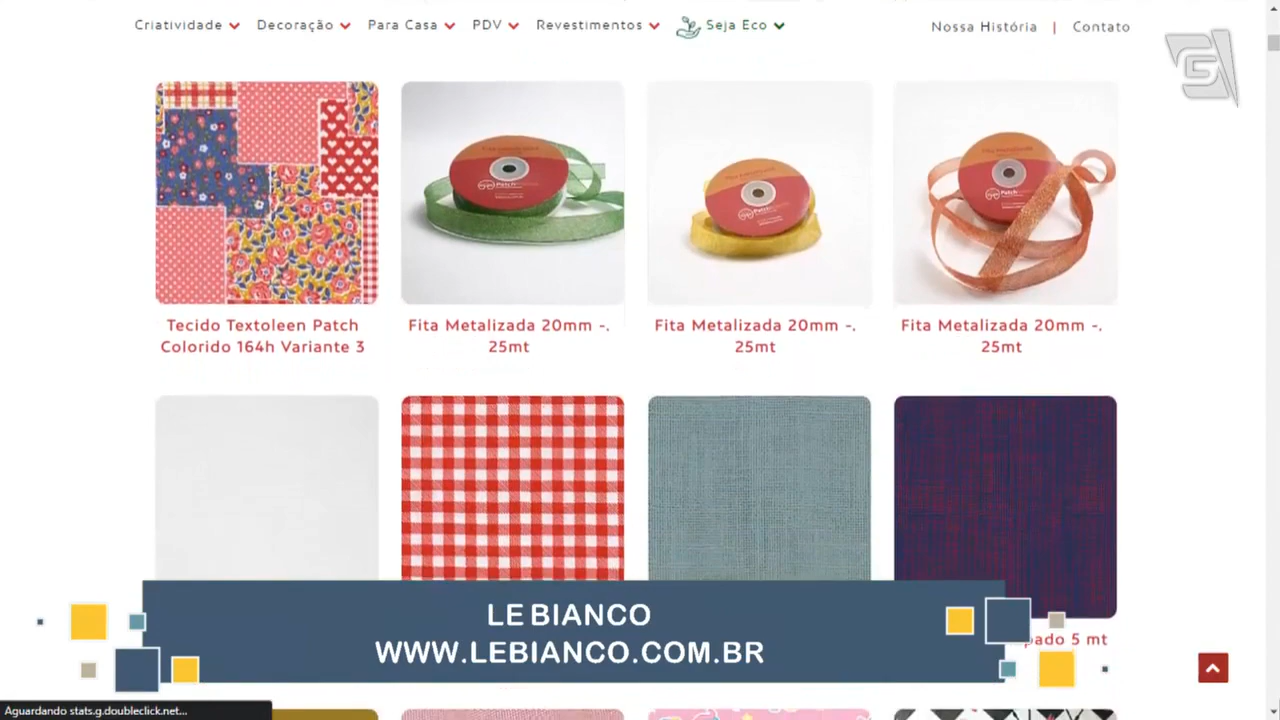 Criatividade Decoração Para Casa PDV Revestimentos Seja Eco Nossa História | Contato
Tecido Textoleen Patch
Colorido 164h Variante 3
Fita Metalizada 20mm -.
25mt
Fita Metalizada 20mm -.
25mt
Fita Metalizada 20mm -.
25mt
pado 5 mt
LE BIANCO
WWW.LEBIANCO.COM.BR
Aguardando stats.g.doubleclick.net...